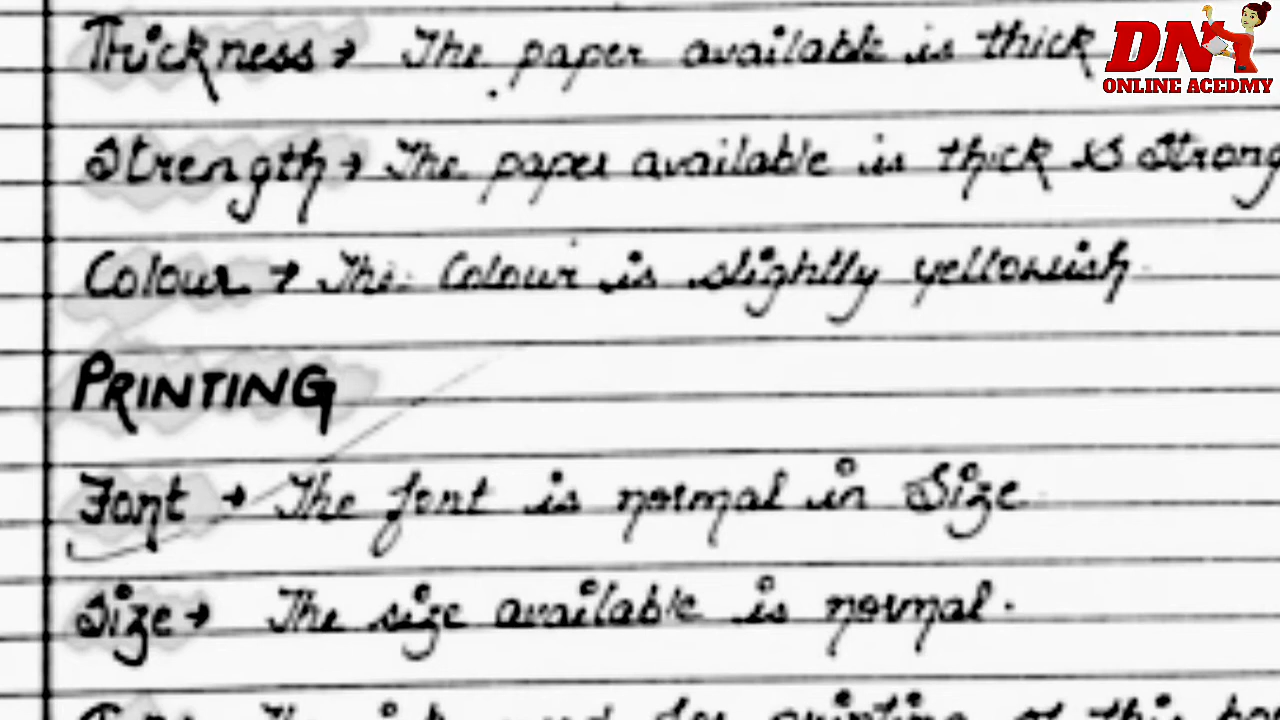 Thickness → The paper available is thick
DNA
ONLINE ACEDMY
Strength → The paper available is thick & Strong
Colour → The Colour is slightly yellowish
PRINTING
Font → The font is normal in Size
Size → The size available is normal.